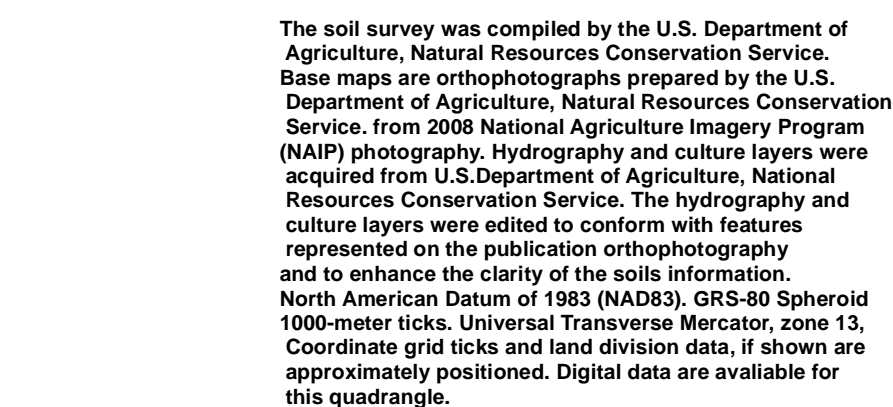 The soil survey was compiled by the U.S. Department of
Agriculture, Natural Resources Conservation Service.
Base maps are orthophotographs prepared by the U.S.
Department of Agriculture, Natural Resources Conservation
Service. from 2008 National Agriculture Imagery Program
(NAIP) photography. Hydrography and culture layers were
acquired from U.S.Department of Agriculture, National
Resources Conservation Service. The hydrography and
culture layers were edited to conform with features
represented on the publication orthophotography
and to enhance the clarity of the soils information.
North American Datum of 1983 (NAD83). GRS-80 Spheroid
1000-meter ticks. Universal Transverse Mercator, zone 13,
Coordinate grid ticks and land division data, if shown are
approximately positioned. Digital data are avaliable for
this quadrangle.